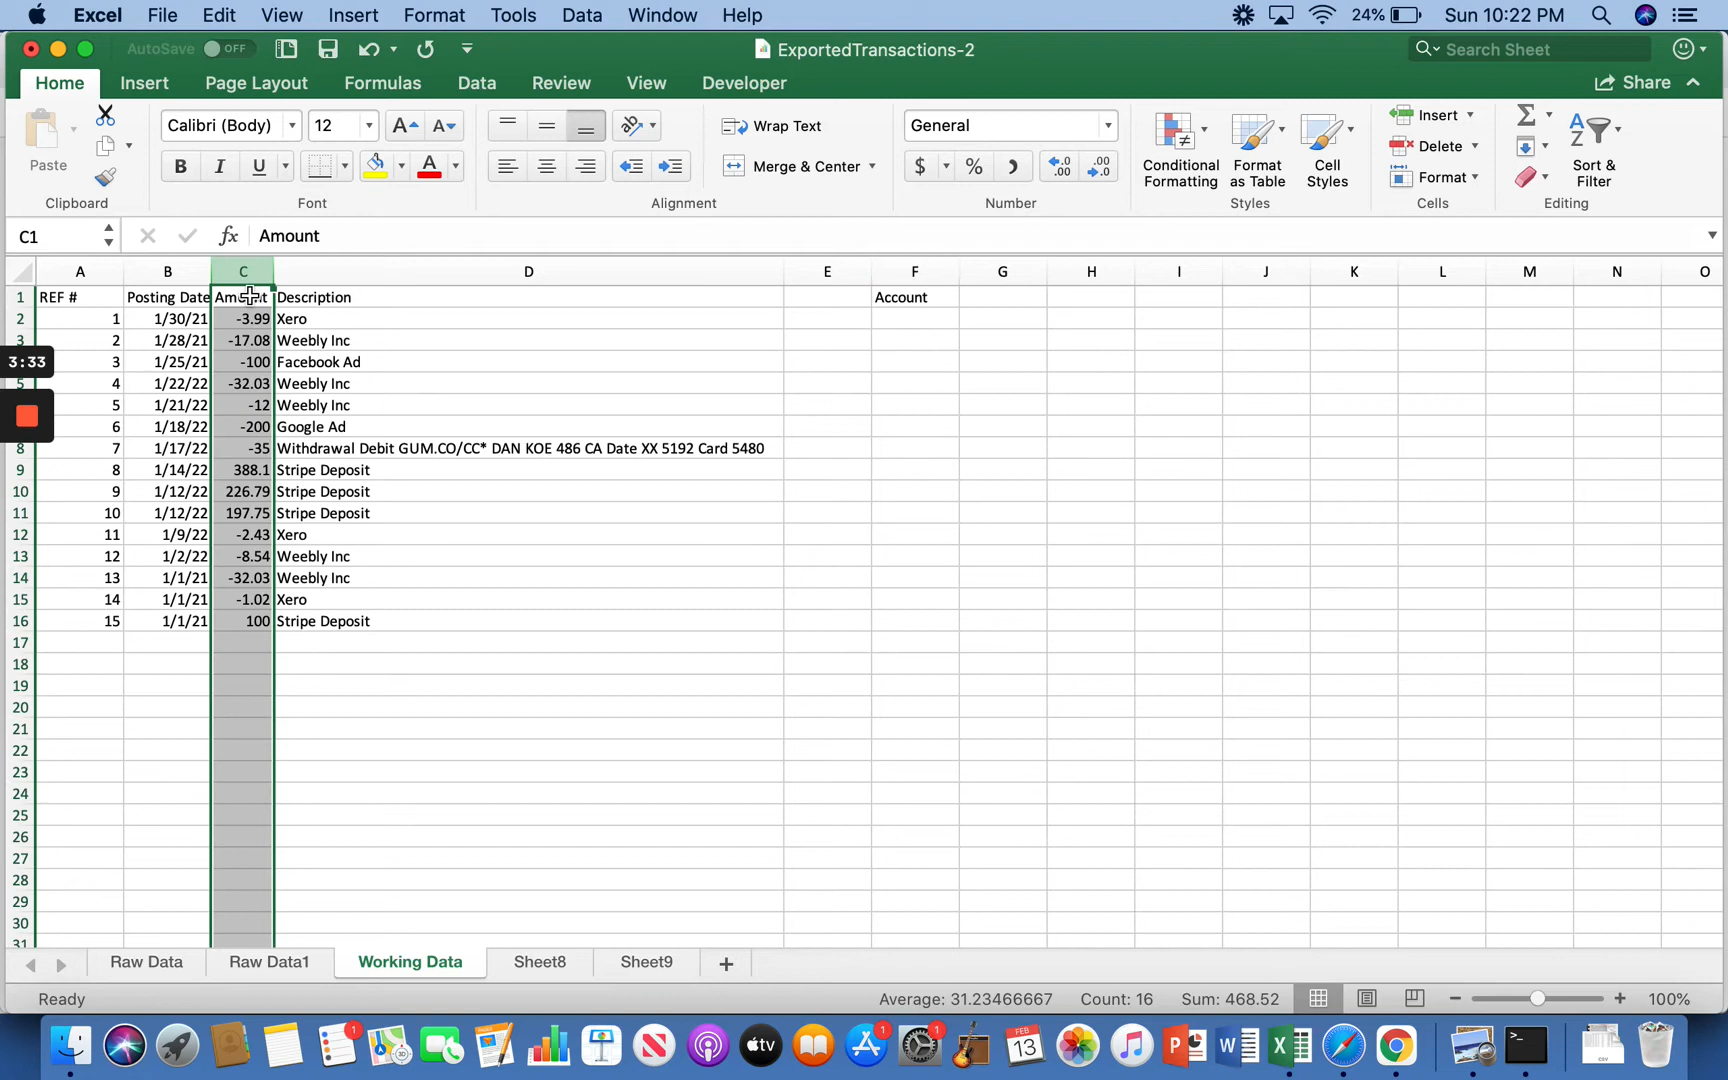 Excel File Edit View Insert Format Tools Data Window Help 24% Sun 10:22 PM
AutoSave OFF ExportedTransactions-2 Search Sheet
Home Insert Page Layout Formulas Data Review View Developer Share
Paste Calibri (Body) 12 A A Wrap Text General Conditional Formatting Format as Table Cell Styles Insert Sort & Filter
B I U A Merge & Center $ % Delete
Format
Clipboard Font Alignment Number Styles Cells Editing
C1 fx Amount
A B C D E F G H I J K L M N O
1 REF # Posting Date Amount Description Account
2 1 1/30/21 -3.99 Xero
3 2 1/28/21 -17.08 Weebly Inc
3:33 3 1/25/21 -100 Facebook Ad
5 4 1/22/22 -32.03 Weebly Inc
5 1/21/22 -12 Weebly Inc
6 1/18/22 -200 Google Ad
8 7 1/17/22 -35 Withdrawal Debit GUM.CO/CC* DAN KOE 486 CA Date XX 5192 Card 5480
9 8 1/14/22 388.1 Stripe Deposit
10 9 1/12/22 226.79 Stripe Deposit
11 10 1/12/22 197.75 Stripe Deposit
12 11 1/9/22 -2.43 Xero
13 12 1/2/22 -8.54 Weebly Inc
14 13 1/1/21 -32.03 Weebly Inc
15 14 1/1/21 -1.02 Xero
16 15 1/1/21 100 Stripe Deposit
17
18
19
20
21
22
23
24
25
26
27
28
29
30
31
Raw Data Raw Data1 Working Data Sheet8 Sheet9
Ready Average: 31.23466667 Count: 16 Sum: 468.52 100%
1 tv 1 1 FEB 13 P W X